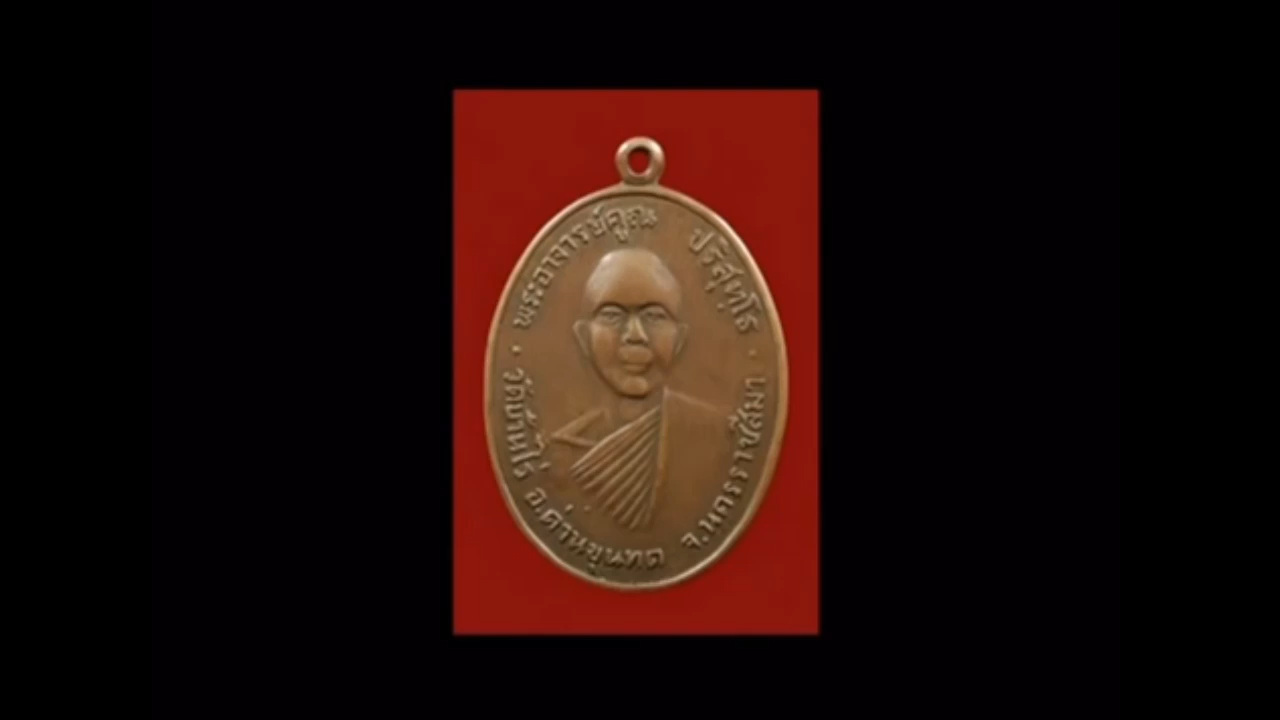 พระอาจารย์คูณ ปริสุทฺโธ
วัดบ้านไร่ อ.ด่านขุนทด จ.นครราชสีมา